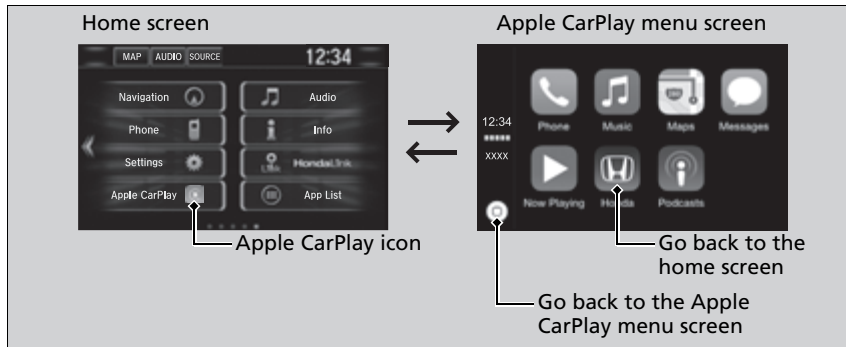 Home screen
Apple CarPlay menu screen
MAP AUDIO SOURCE 12:34
Navigation Audio
Phone Info
Settings HondaLink
Apple CarPlay App List
12:34
XXXX
Phone Music Maps Messages
Now Playing Honda Podcasts
Apple CarPlay icon
Go back to the
home screen
Go back to the Apple
CarPlay menu screen